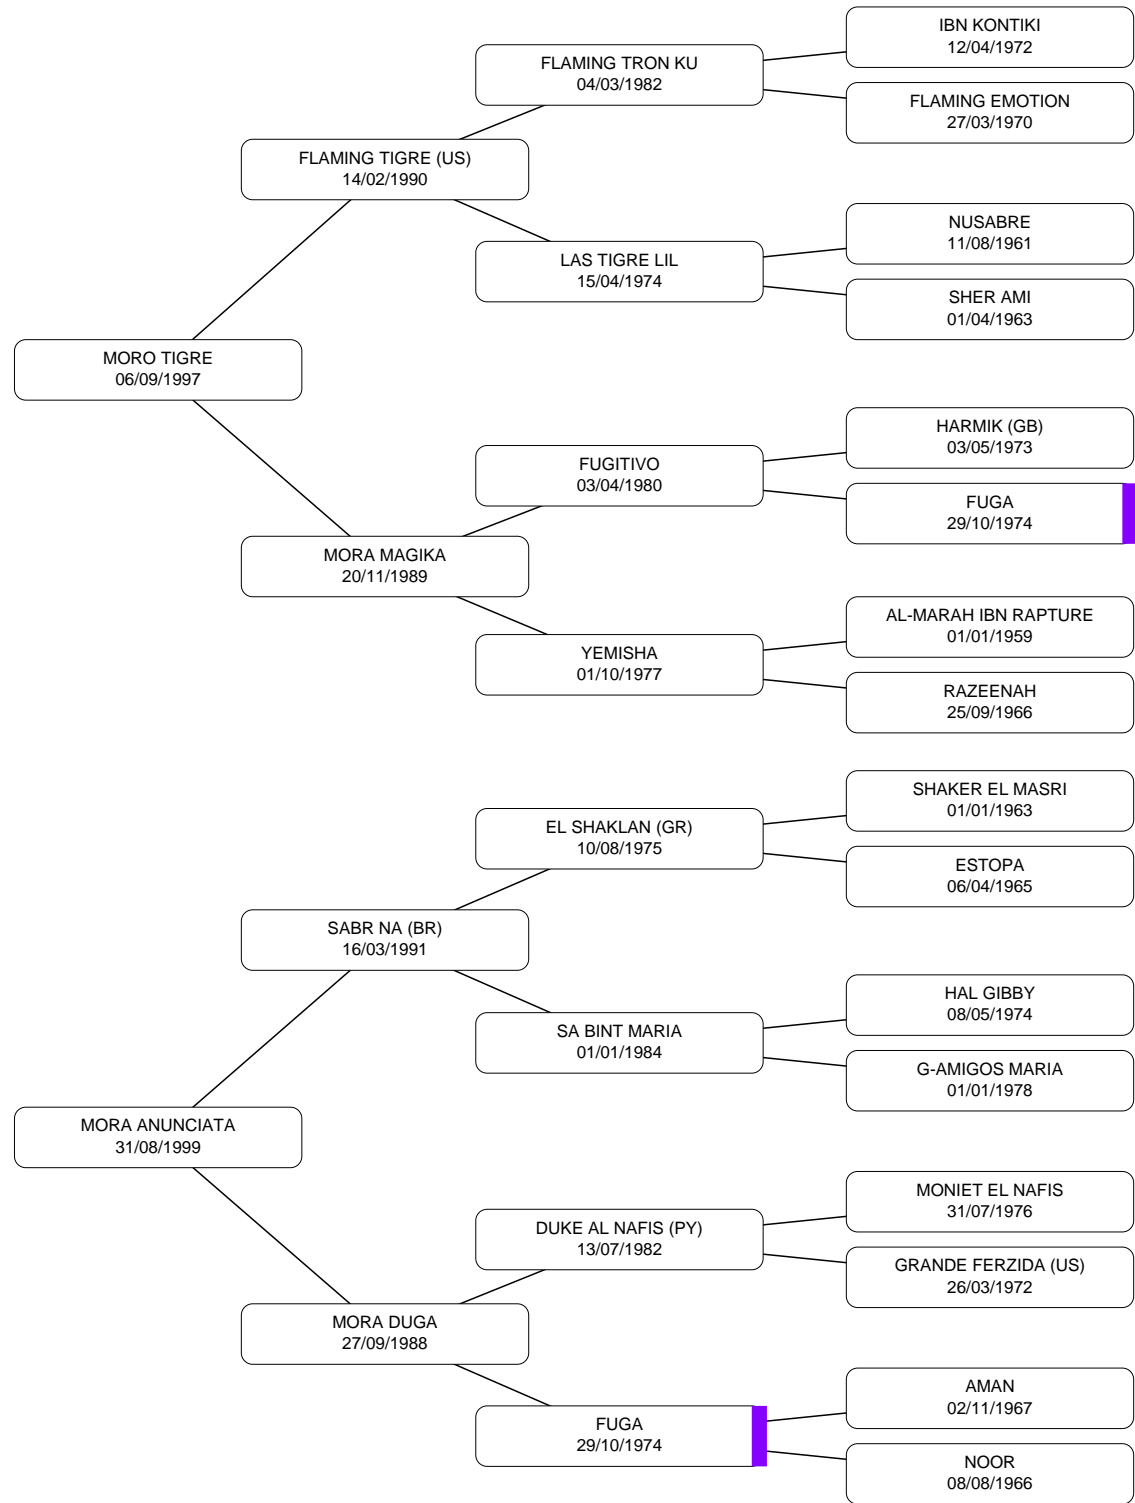 IBN KONTIKI
12/04/1972
FLAMING TRON KU
04/03/1982
FLAMING EMOTION
27/03/1970
FLAMING TIGRE (US)
14/02/1990
NUSABRE
11/08/1961
LAS TIGRE LIL
15/04/1974
SHER AMI
01/04/1963
MORO TIGRE
06/09/1997
HARMIK (GB)
03/05/1973
FUGITIVO
03/04/1980
FUGA
29/10/1974
MORA MAGIKA
20/11/1989
AL-MARAH IBN RAPTURE
01/01/1959
YEMISHA
01/10/1977
RAZEENAH
25/09/1966
SHAKER EL MASRI
01/01/1963
EL SHAKLAN (GR)
10/08/1975
ESTOPA
06/04/1965
SABR NA (BR)
16/03/1991
HAL GIBBY
08/05/1974
SA BINT MARIA
01/01/1984
G-AMIGOS MARIA
01/01/1978
MORA ANUNCIATA
31/08/1999
MONIET EL NAFIS
31/07/1976
DUKE AL NAFIS (PY)
13/07/1982
GRANDE FERZIDA (US)
26/03/1972
MORA DUGA
27/09/1988
AMAN
02/11/1967
FUGA
29/10/1974
NOOR
08/08/1966